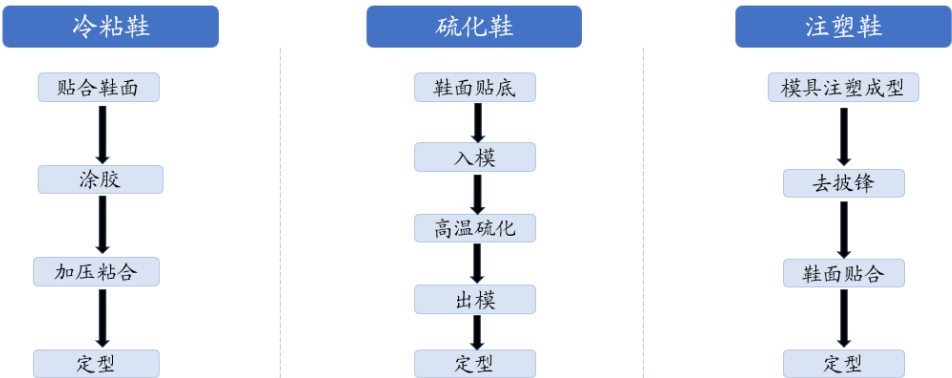 冷粘鞋
贴合鞋面
涂胶
加压粘合
定型
硫化鞋
鞋面贴底
入模
高温硫化
出模
定型
注塑鞋
模具注塑成型
去披锋
鞋面贴合
定型